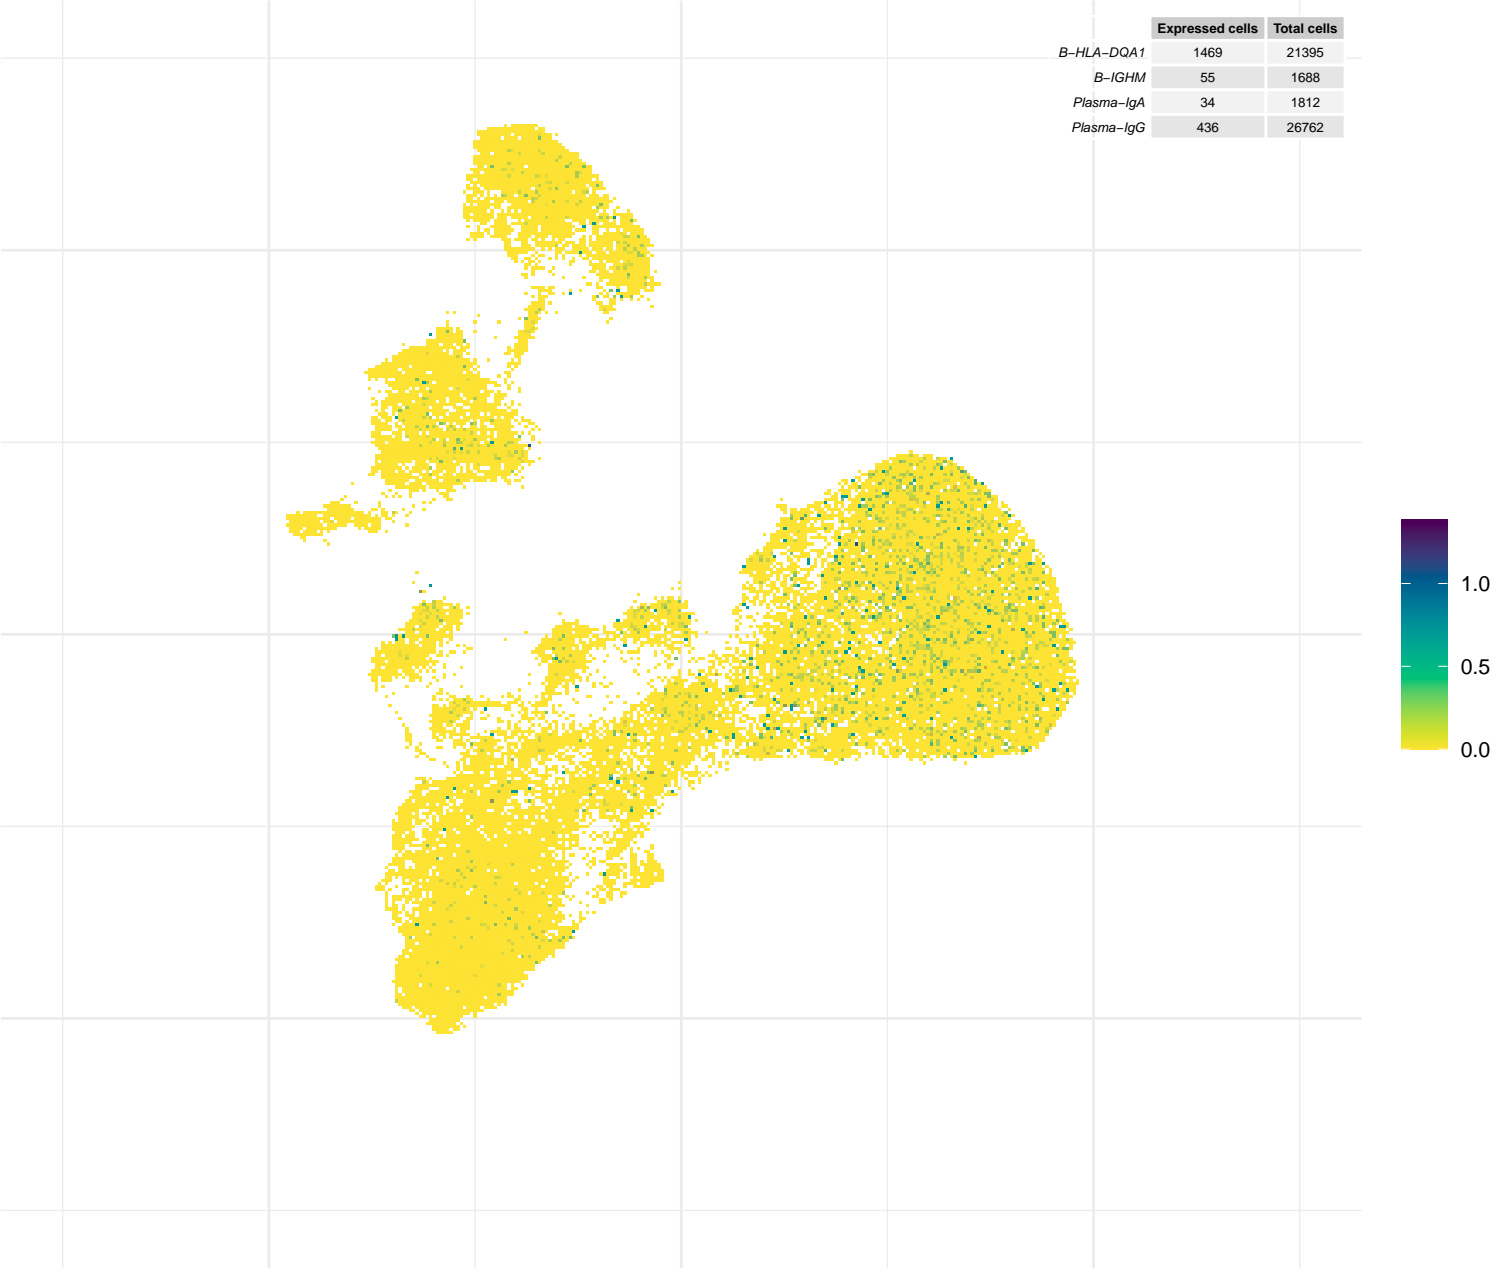 Expressed cells Total cells
B−HLA−DQA1 1469 21395
B−IGHM 55 1688
Plasma−IgA 34 1812
Plasma−IgG 436 26762
1.0
0.5
0.0